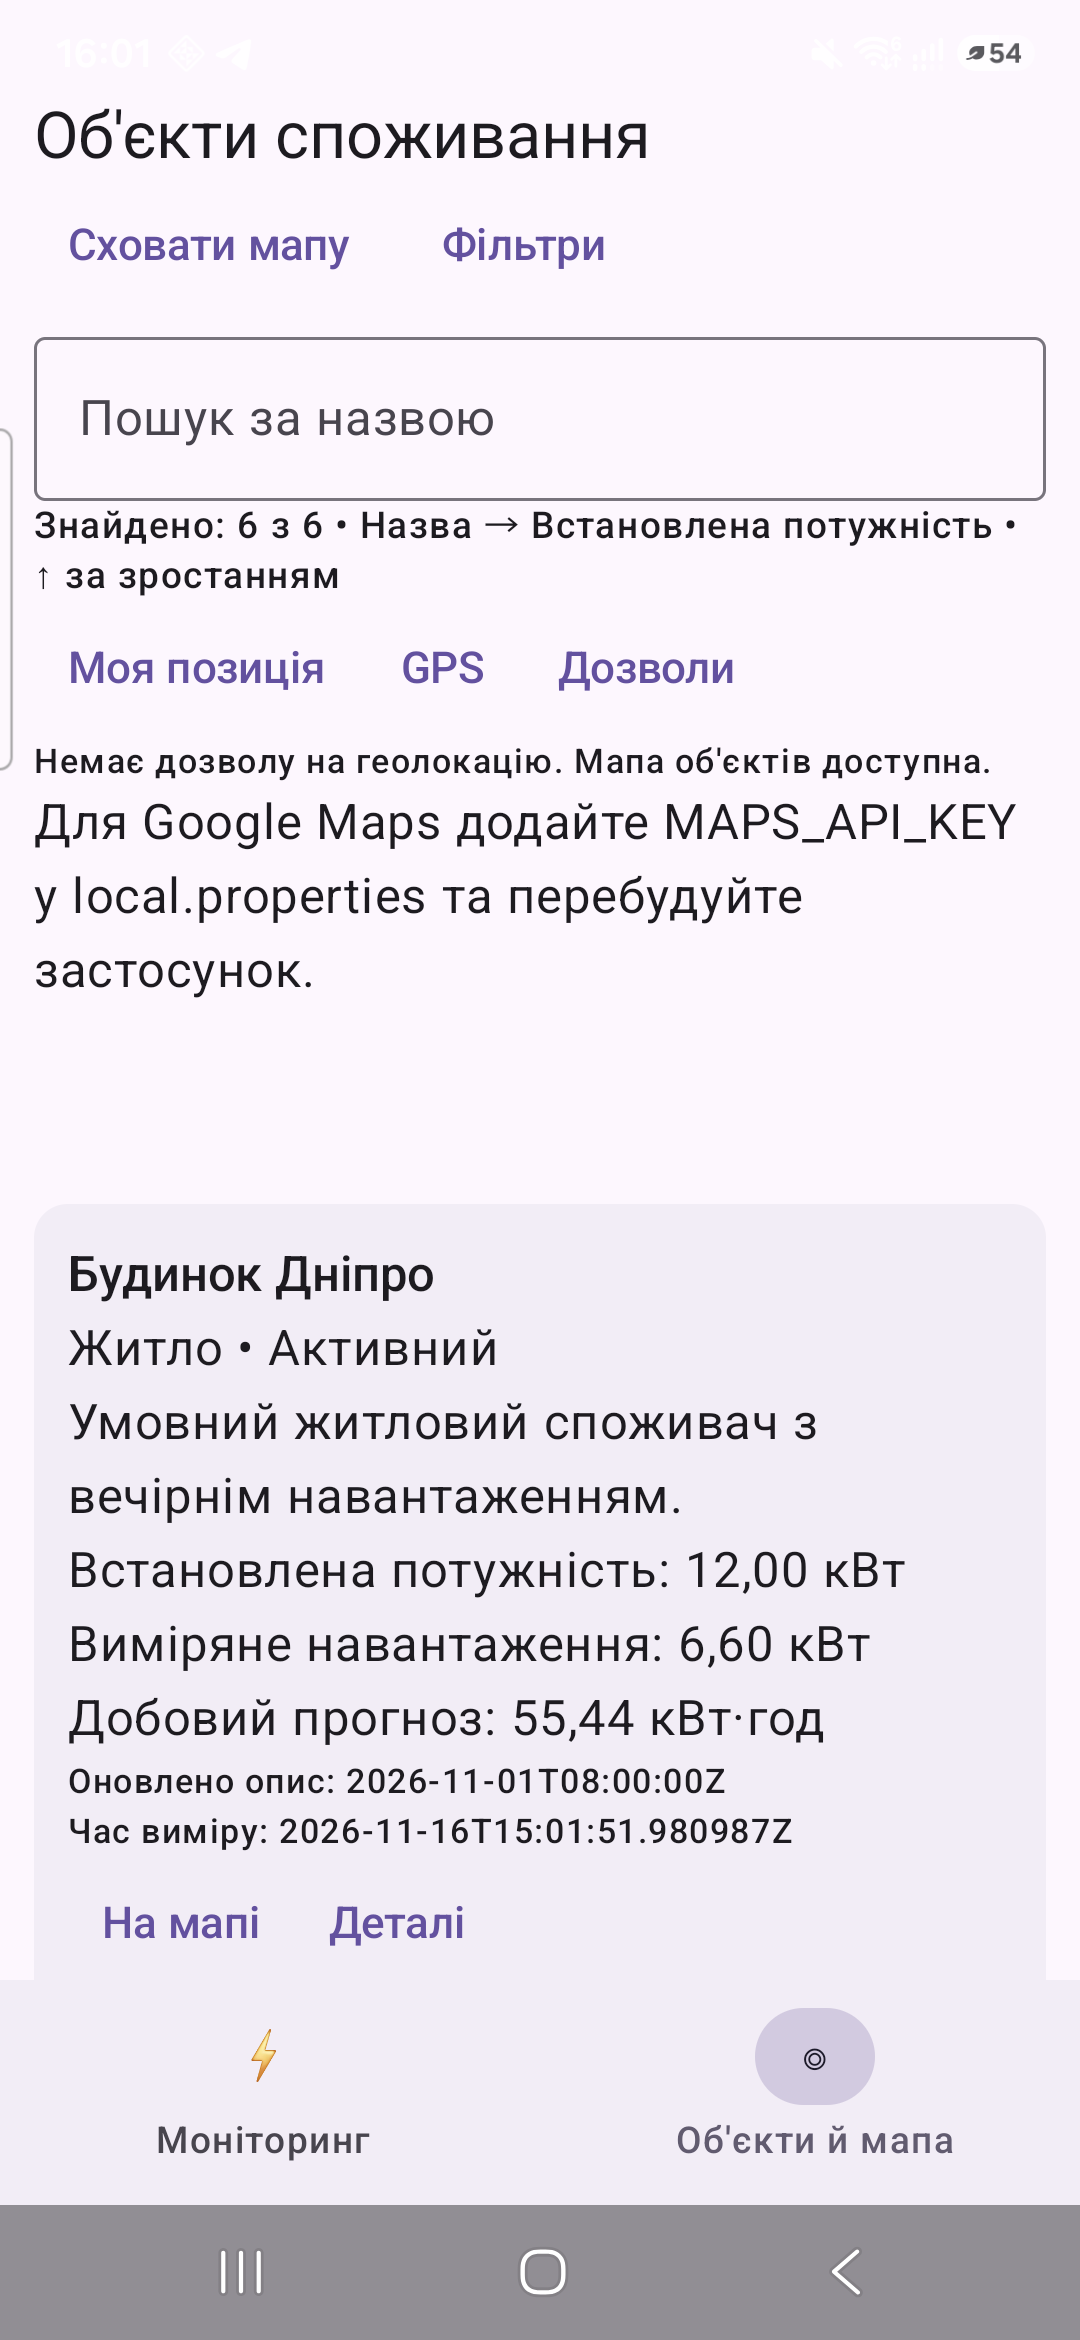 16:01
54
Об'єкти споживання
Сховати мапу Фільтри
Пошук за назвою
Знайдено: 6 з 6 • Назва → Встановлена потужність •
↑ за зростанням
Моя позиція GPS Дозволи
Немає дозволу на геолокацію. Мапа об'єктів доступна.
Для Google Maps додайте MAPS_API_KEY
у local.properties та перебудуйте
застосунок.
Будинок Дніпро
Житло • Активний
Умовний житловий споживач з
вечірнім навантаженням.
Встановлена потужність: 12,00 кВт
Виміряне навантаження: 6,60 кВт
Добовий прогноз: 55,44 кВт·год
Оновлено опис: 2026-11-01T08:00:00Z
Час виміру: 2026-11-16T15:01:51.980987Z
На мапі Деталі
Моніторинг Об'єкти й мапа